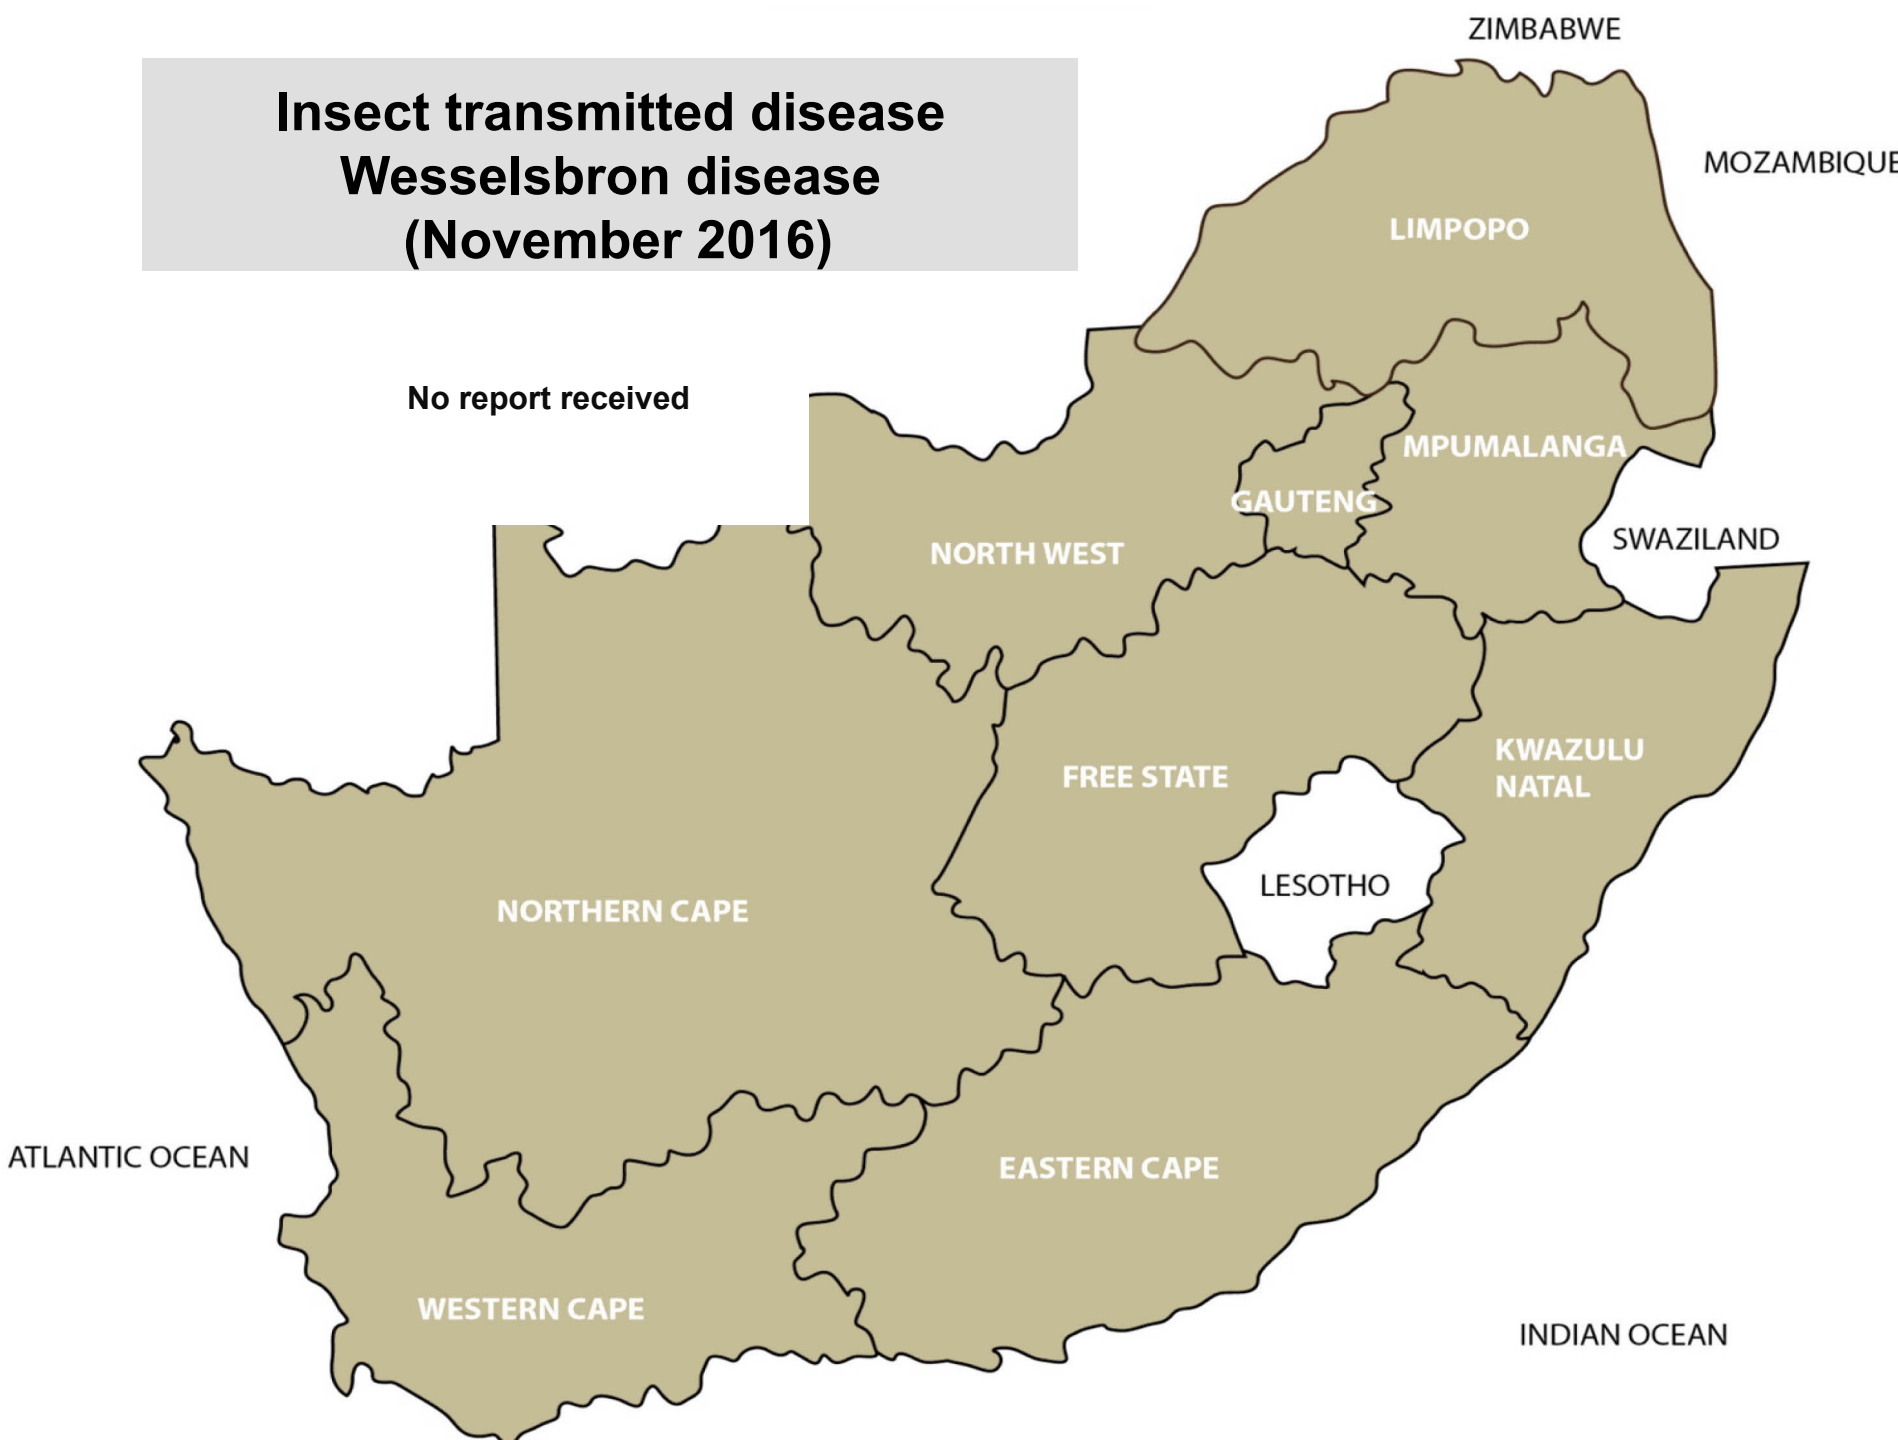 ZIMBABWE
Insect transmitted disease
Wesselsbron disease
(November 2016)
MOZAMBIQUE
LIMPOPO
No report received
MPUMALANGA
GAUTENG
SWAZILAND
NORTH WEST
KWAZULU
NATAL
FREE STATE
LESOTHO
NORTHERN CAPE
ATLANTIC OCEAN
EASTERN CAPE
WESTERN CAPE
INDIAN OCEAN